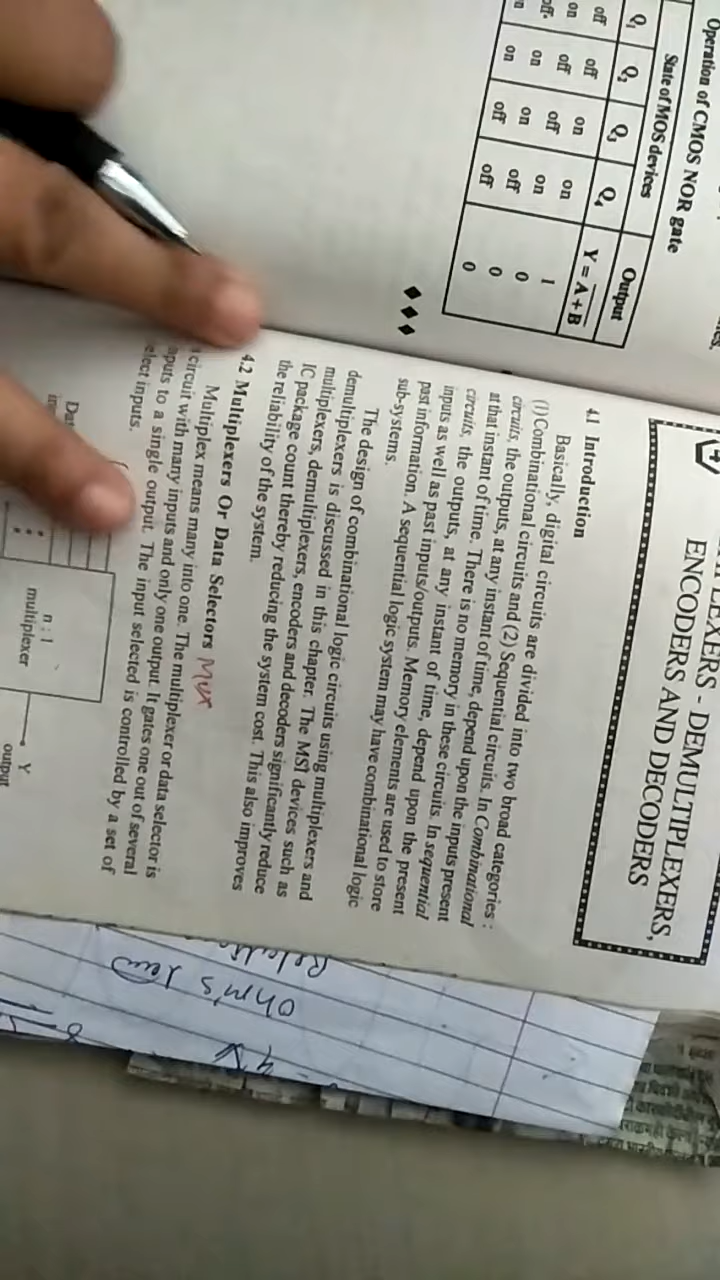 Operation of CMOS NOR gate
State of MOS devices Output
Q1 Q2 Q3 Q4 Y = A + B
off off on on 1
on off off on 0
off on on off 0
on on off off 0
♦♦♦
ENCODERS AND DECODERS
4.1 Introduction
Basically, digital circuits are divided into two broad categories :
(1) Combinational circuits and (2) Sequential circuits. In Combinational
circuits, the outputs, at any instant of time, depend upon the inputs present
at that instant of time. There is no memory in these circuits. In sequential
circuits, the outputs, at any instant of time, depend upon the present
inputs as well as past inputs/outputs. Memory elements are used to store
past information. A sequential logic system may have combinational logic
sub-systems.
The design of combinational logic circuits using multiplexers and
demultiplexers is discussed in this chapter. The MSI devices such as
multiplexers, demultiplexers, encoders and decoders significantly reduce
IC package count thereby reducing the system cost. This also improves
the reliability of the system.
4.2 Multiplexers Or Data Selectors Mux
Multiplex means many into one. The multiplexer or data selector is
circuit with many inputs and only one output. It gates one out of several
inputs to a single output. The input selected is controlled by a set of
select inputs.
n : 1
multiplexer
Y
output
ohm's law